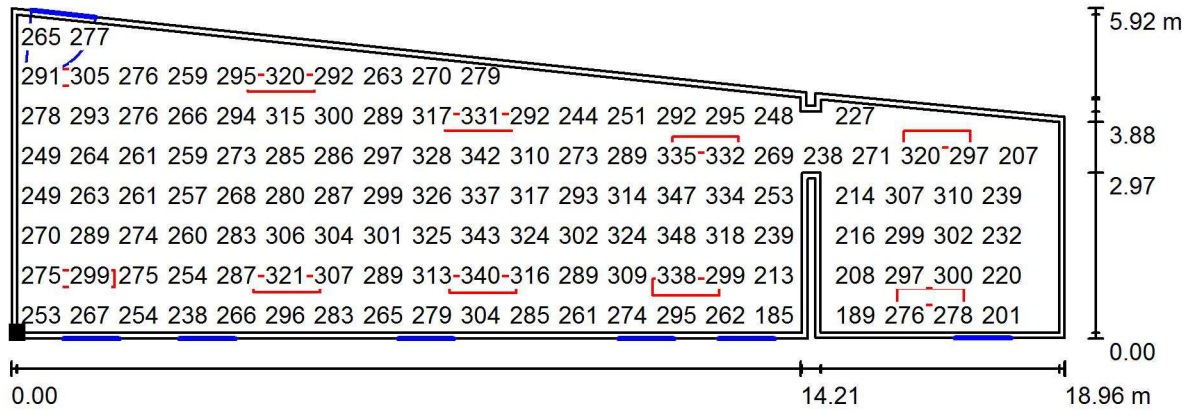 5.92 m
265 277
291 305 276 259 295 320 292 263 270 279
278 293 276 266 294 315 300 289 317 331 292 244 251 292 295 248 227
3.88
249 264 261 259 273 285 286 297 328 342 310 273 289 335 332 269 238 271 320 297 207
2.97
249 263 261 257 268 280 287 299 326 337 317 293 314 347 334 253 214 307 310 239
270 289 274 260 283 306 304 301 325 343 324 302 324 348 318 239 216 299 302 232
275 299 275 254 287 321 307 289 313 340 316 289 309 338 299 213 208 297 300 220
253 267 254 238 266 296 283 265 279 304 285 261 274 295 262 185 189 276 278 201
0.00
0.00 14.21 18.96 m